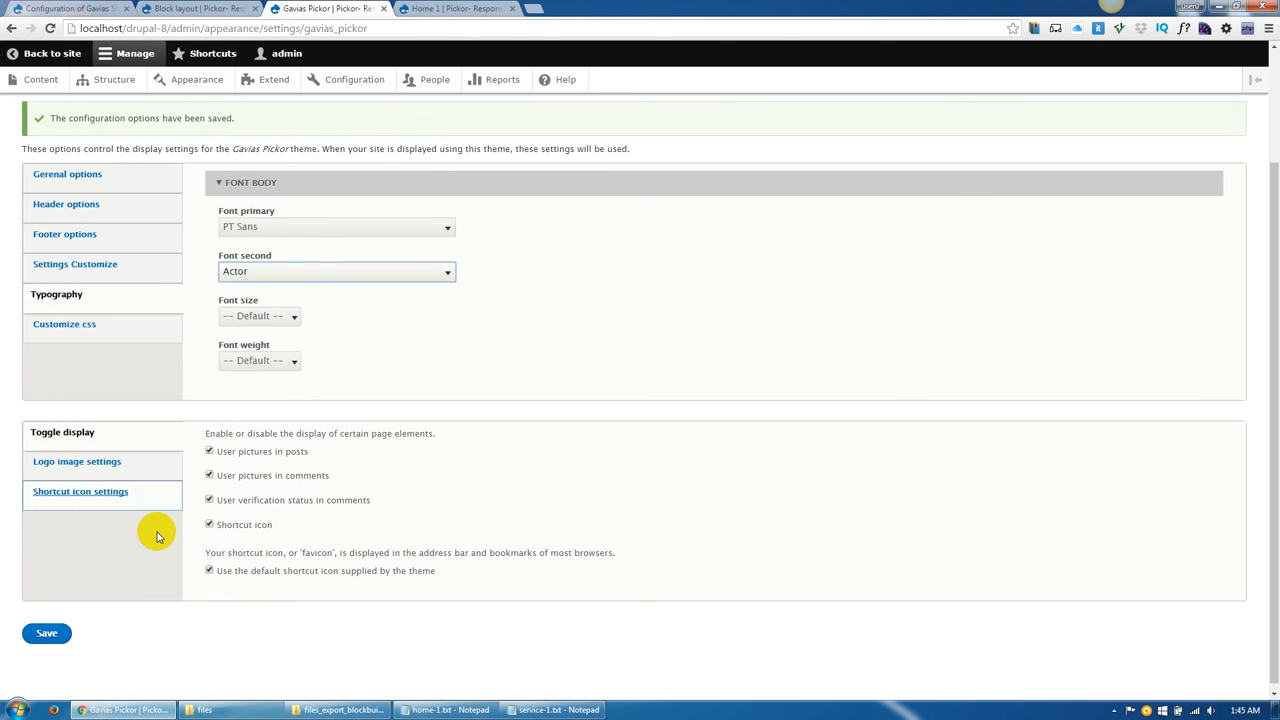 Configuration of Gavias S
Block layout | Pickor- Res
Gavias Pickor | Pickor- Re
Home 1 | Pickor- Respon
user0
localhost/drupal-8/admin/appearance/settings/gavias_pickor
Back to site
Manage
Shortcuts
admin
Content
Structure
Appearance
Extend
Configuration
People
Reports
Help
The configuration options have been saved.
These options control the display settings for the Gavias Pickor theme. When your site is displayed using this theme, these settings will be used.
Gerenal options
Header options
Footer options
Settings Customize
Typography
Customize css
FONT BODY
Font primary
PT Sans
Font second
Actor
Font size
-- Default --
Font weight
-- Default --
Toggle display
Logo image settings
Shortcut icon settings
Enable or disable the display of certain page elements.
User pictures in posts
User pictures in comments
User verification status in comments
Shortcut icon
Your shortcut icon, or 'favicon', is displayed in the address bar and bookmarks of most browsers.
Use the default shortcut icon supplied by the theme
Save
Gavias Pickor | Picko...
files
files_export_blockbui...
home-1.txt - Notepad
service-1.txt - Notepad
1:45 AM